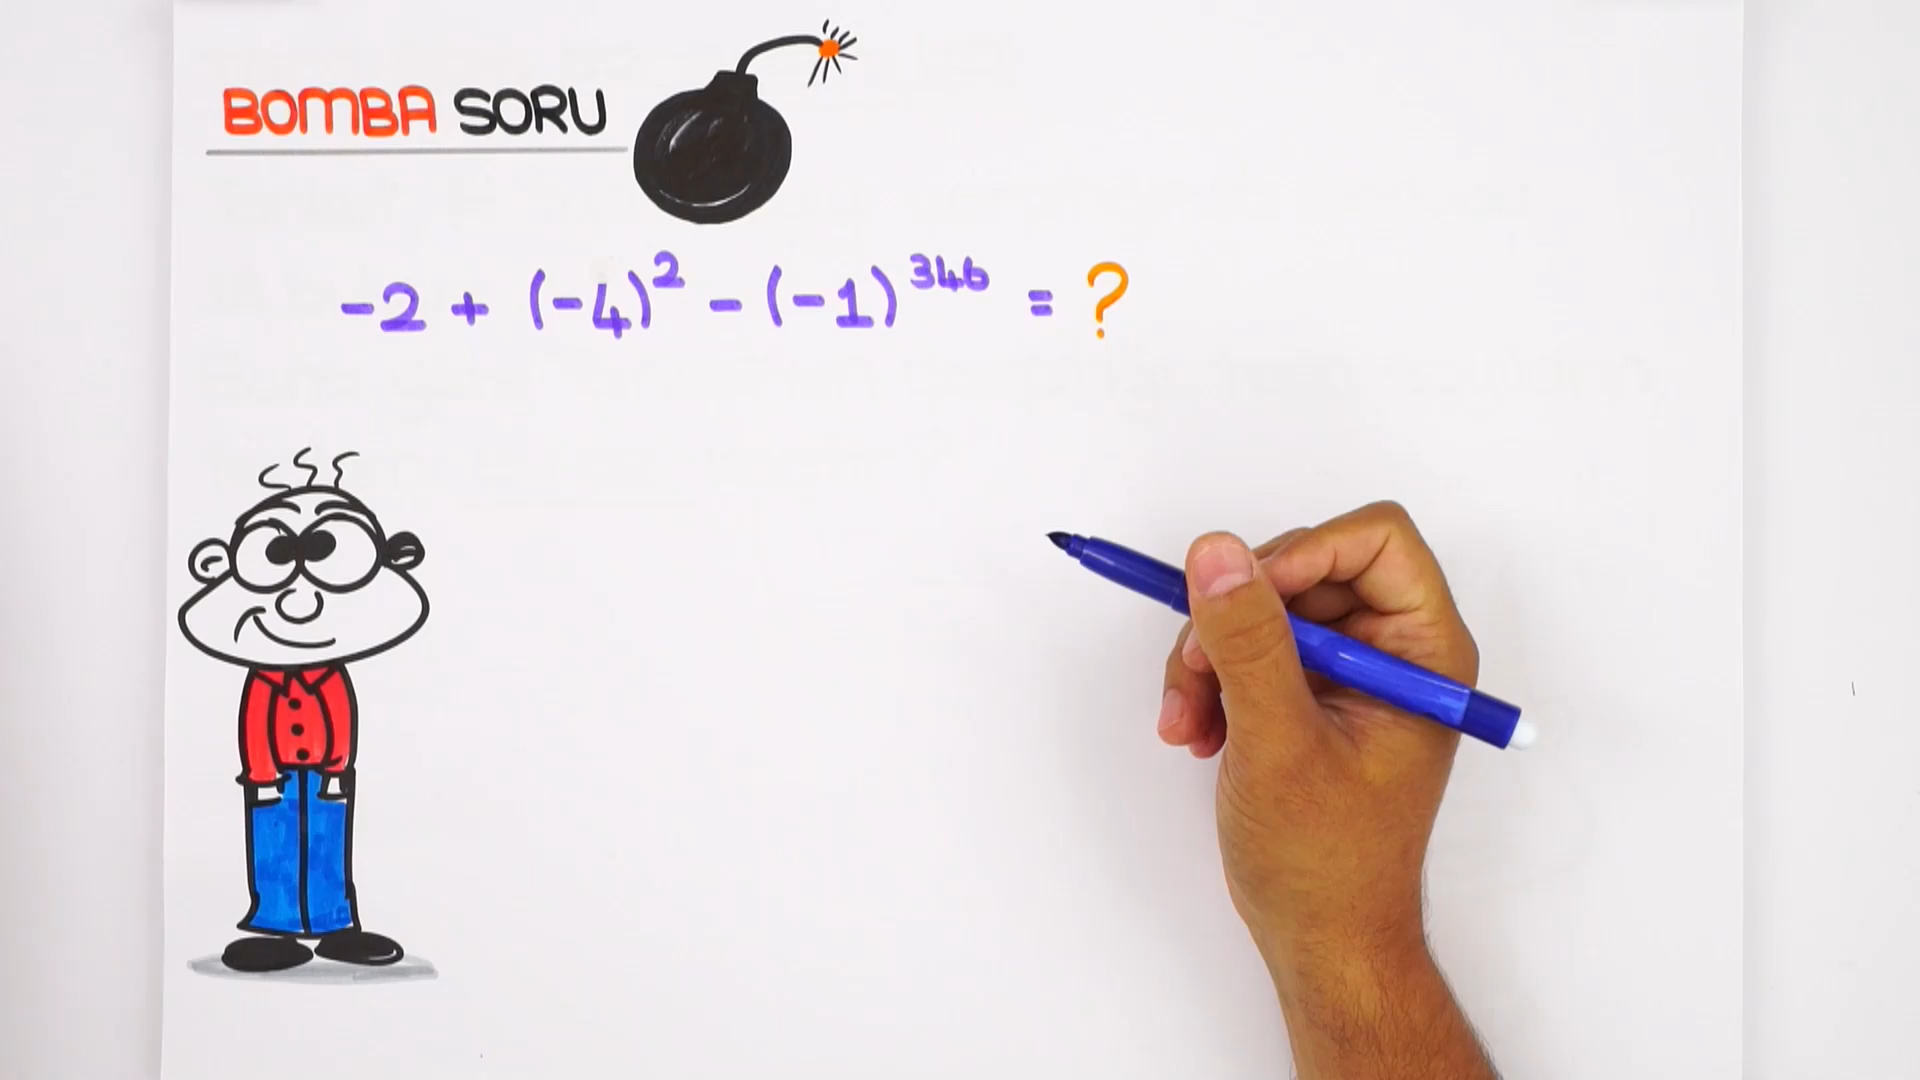 BOMBA SORU
-2 + (-4)² - (-1)³⁴⁶ = ?